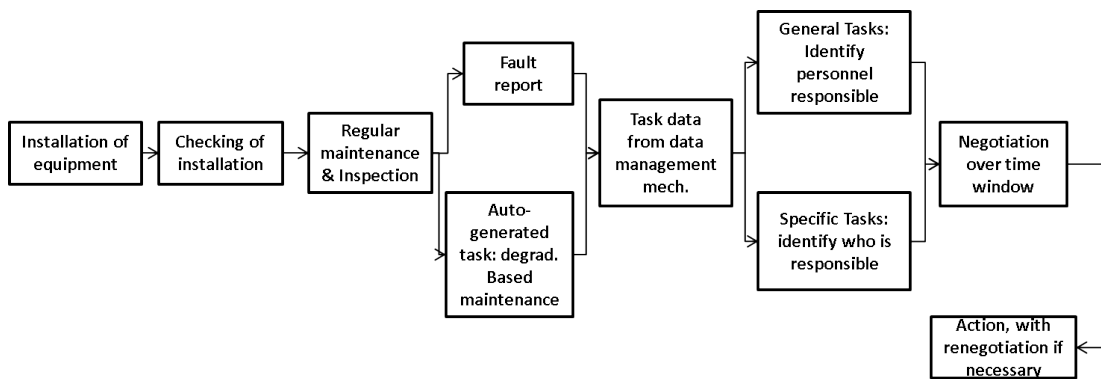 Installation of
equipment
Checking of
installation
Regular
maintenance
& Inspection
Fault
report
Auto-
generated
task: degrad.
Based
maintenance
Task data
from data
management
mech.
General Tasks:
Identify
personnel
responsible
Specific Tasks:
identify who is
responsible
Negotiation
over time
window
Action, with
renegotiation if
necessary